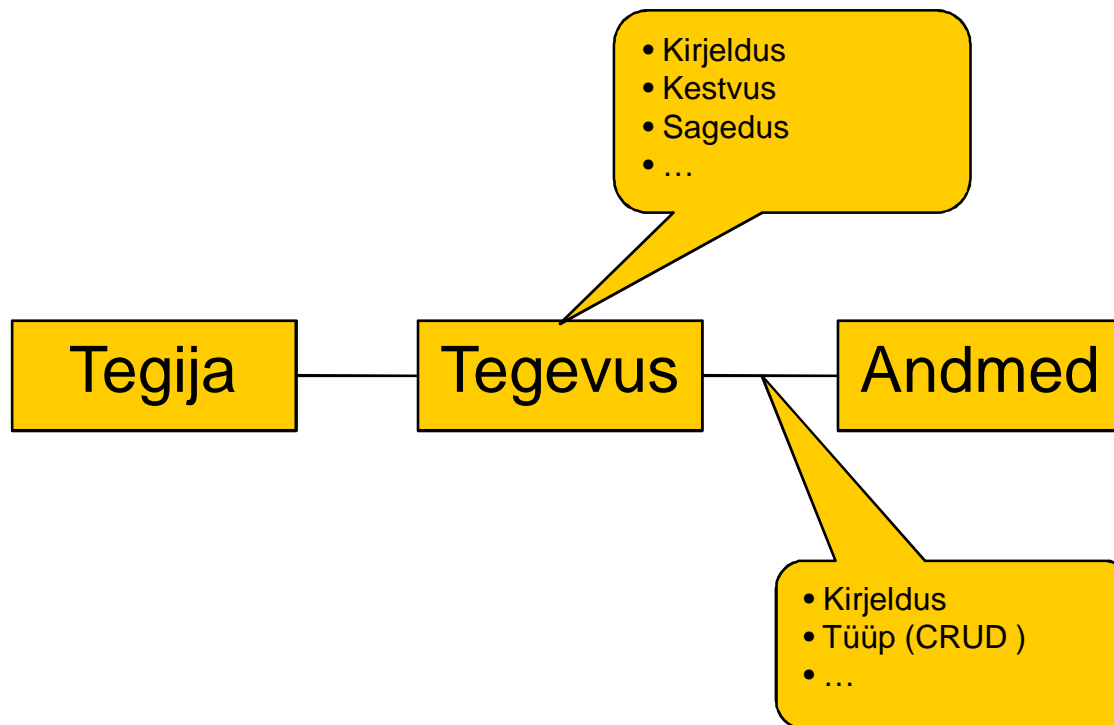 • Kirjeldus
• Kestvus
• Sagedus
• …
Tegija
Tegevus
Andmed
• Kirjeldus
• Tüüp (CRUD )
• …